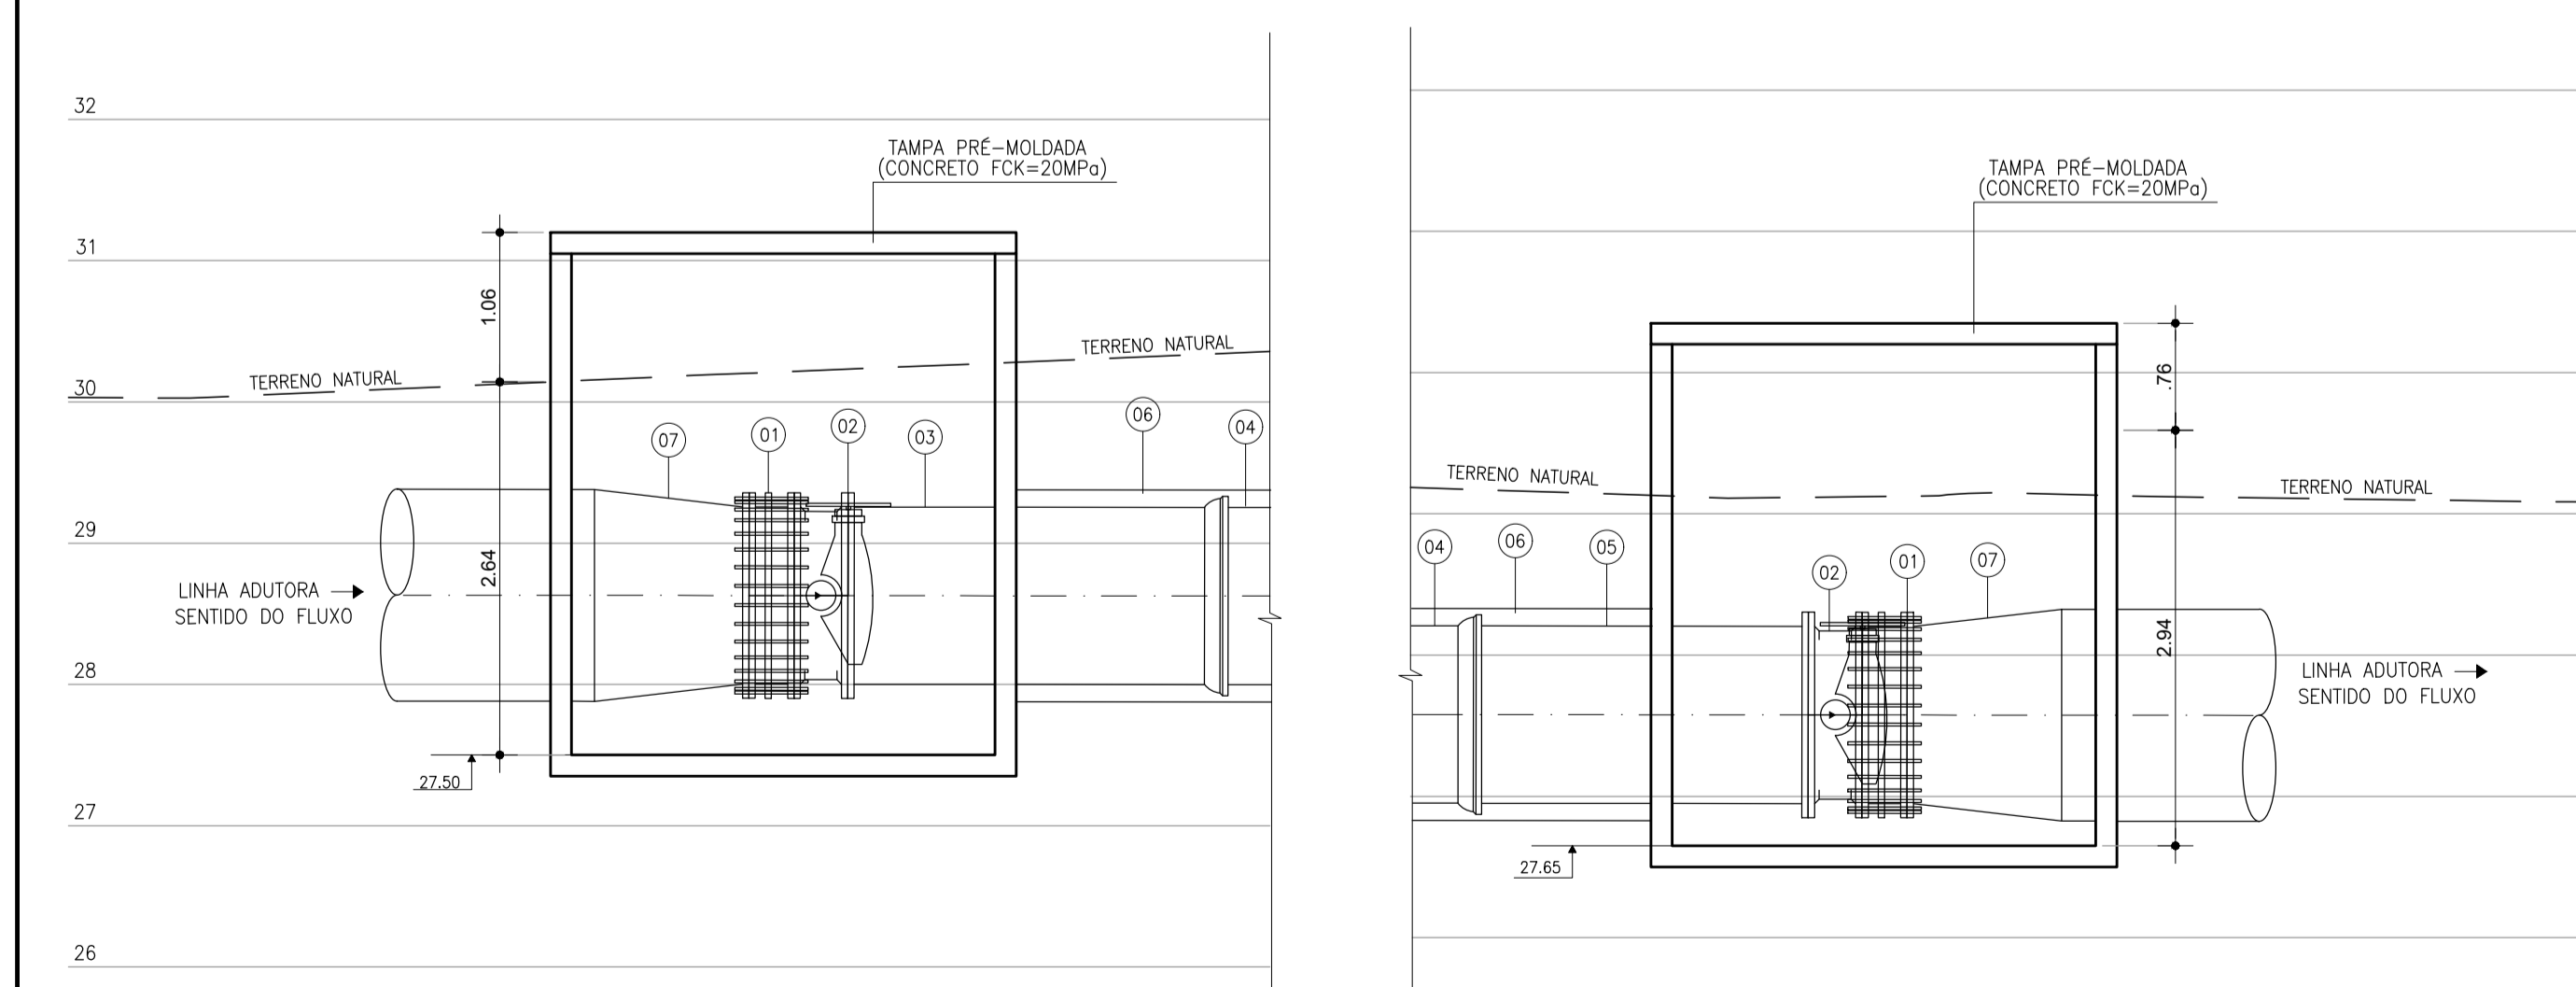 32
TAMPA PRÉ-MOLDADA
(CONCRETO FCK=20MPa)
31
1.06
TERRENO NATURAL
30
TERRENO NATURAL
07
01
02
03
06
04
29
2.64
LINHA ADUTORA
SENTIDO DO FLUXO
28
27.50
27
26
TAMPA PRÉ-MOLDADA
(CONCRETO FCK=20MPa)
.76
TERRENO NATURAL
TERRENO NATURAL
04
06
05
02
01
07
2.94
LINHA ADUTORA
SENTIDO DO FLUXO
27.65